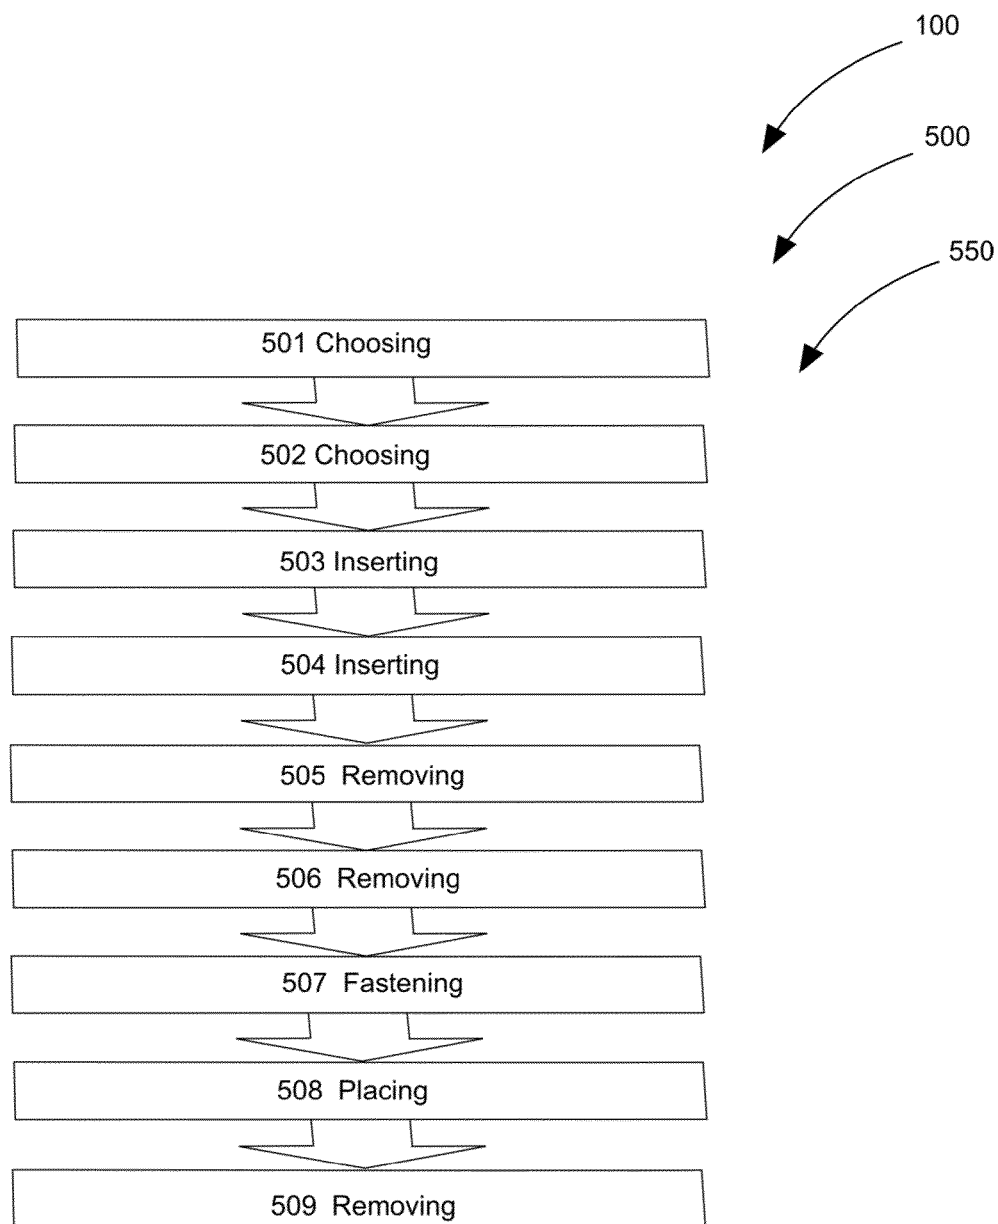 100
500
550
501 Choosing
502 Choosing
503 Inserting
504 Inserting
505 Removing
506 Removing
507 Fastening
508 Placing
509 Removing